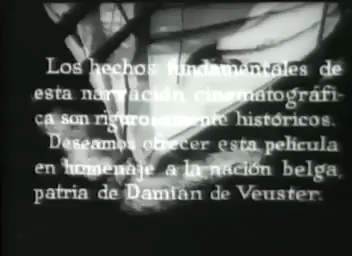 Los hechos fundamentales de
esta narración cinematográfi-
ca son rigurosamente históricos.
Deseamos ofrecer esta película
en homenaje a la nación belga,
patria de Damián de Veuster.